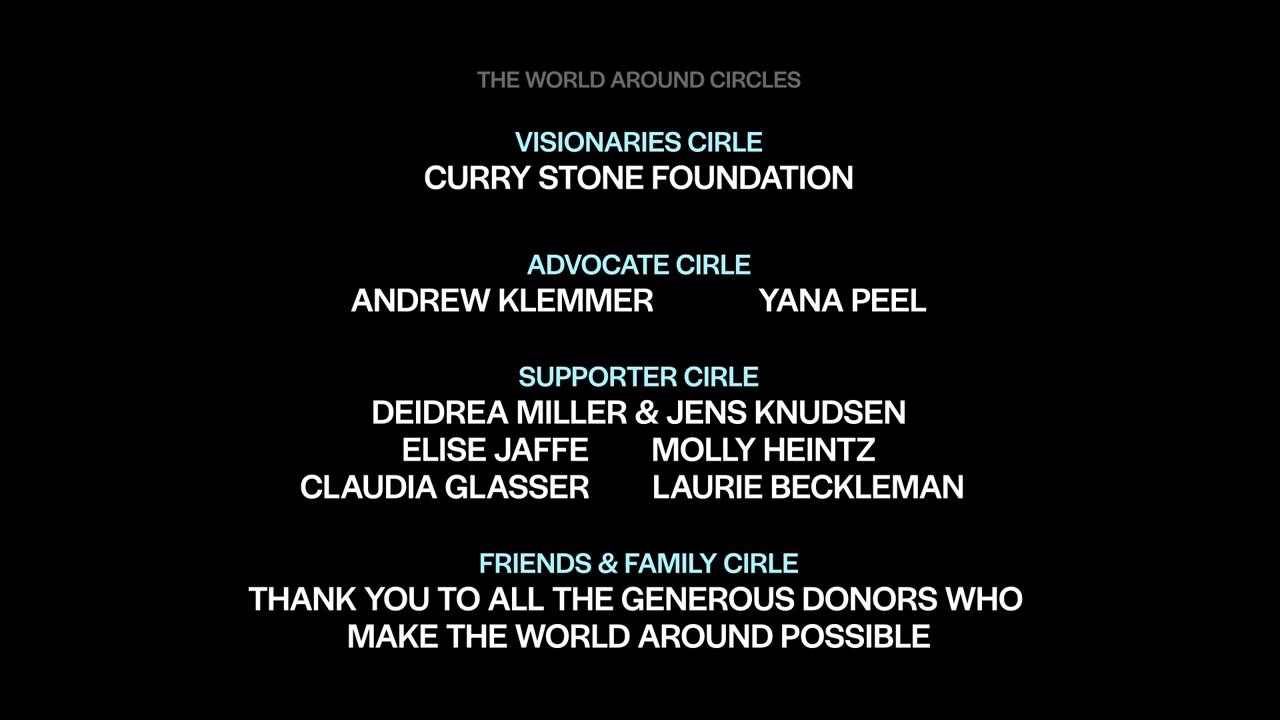 THE WORLD AROUND CIRCLES
VISIONARIES CIRLE
CURRY STONE FOUNDATION
ADVOCATE CIRLE
ANDREW KLEMMER YANA PEEL
SUPPORTER CIRLE
DEIDREA MILLER & JENS KNUDSEN
ELISE JAFFE MOLLY HEINTZ
CLAUDIA GLASSER LAURIE BECKLEMAN
FRIENDS & FAMILY CIRLE
THANK YOU TO ALL THE GENEROUS DONORS WHO
MAKE THE WORLD AROUND POSSIBLE